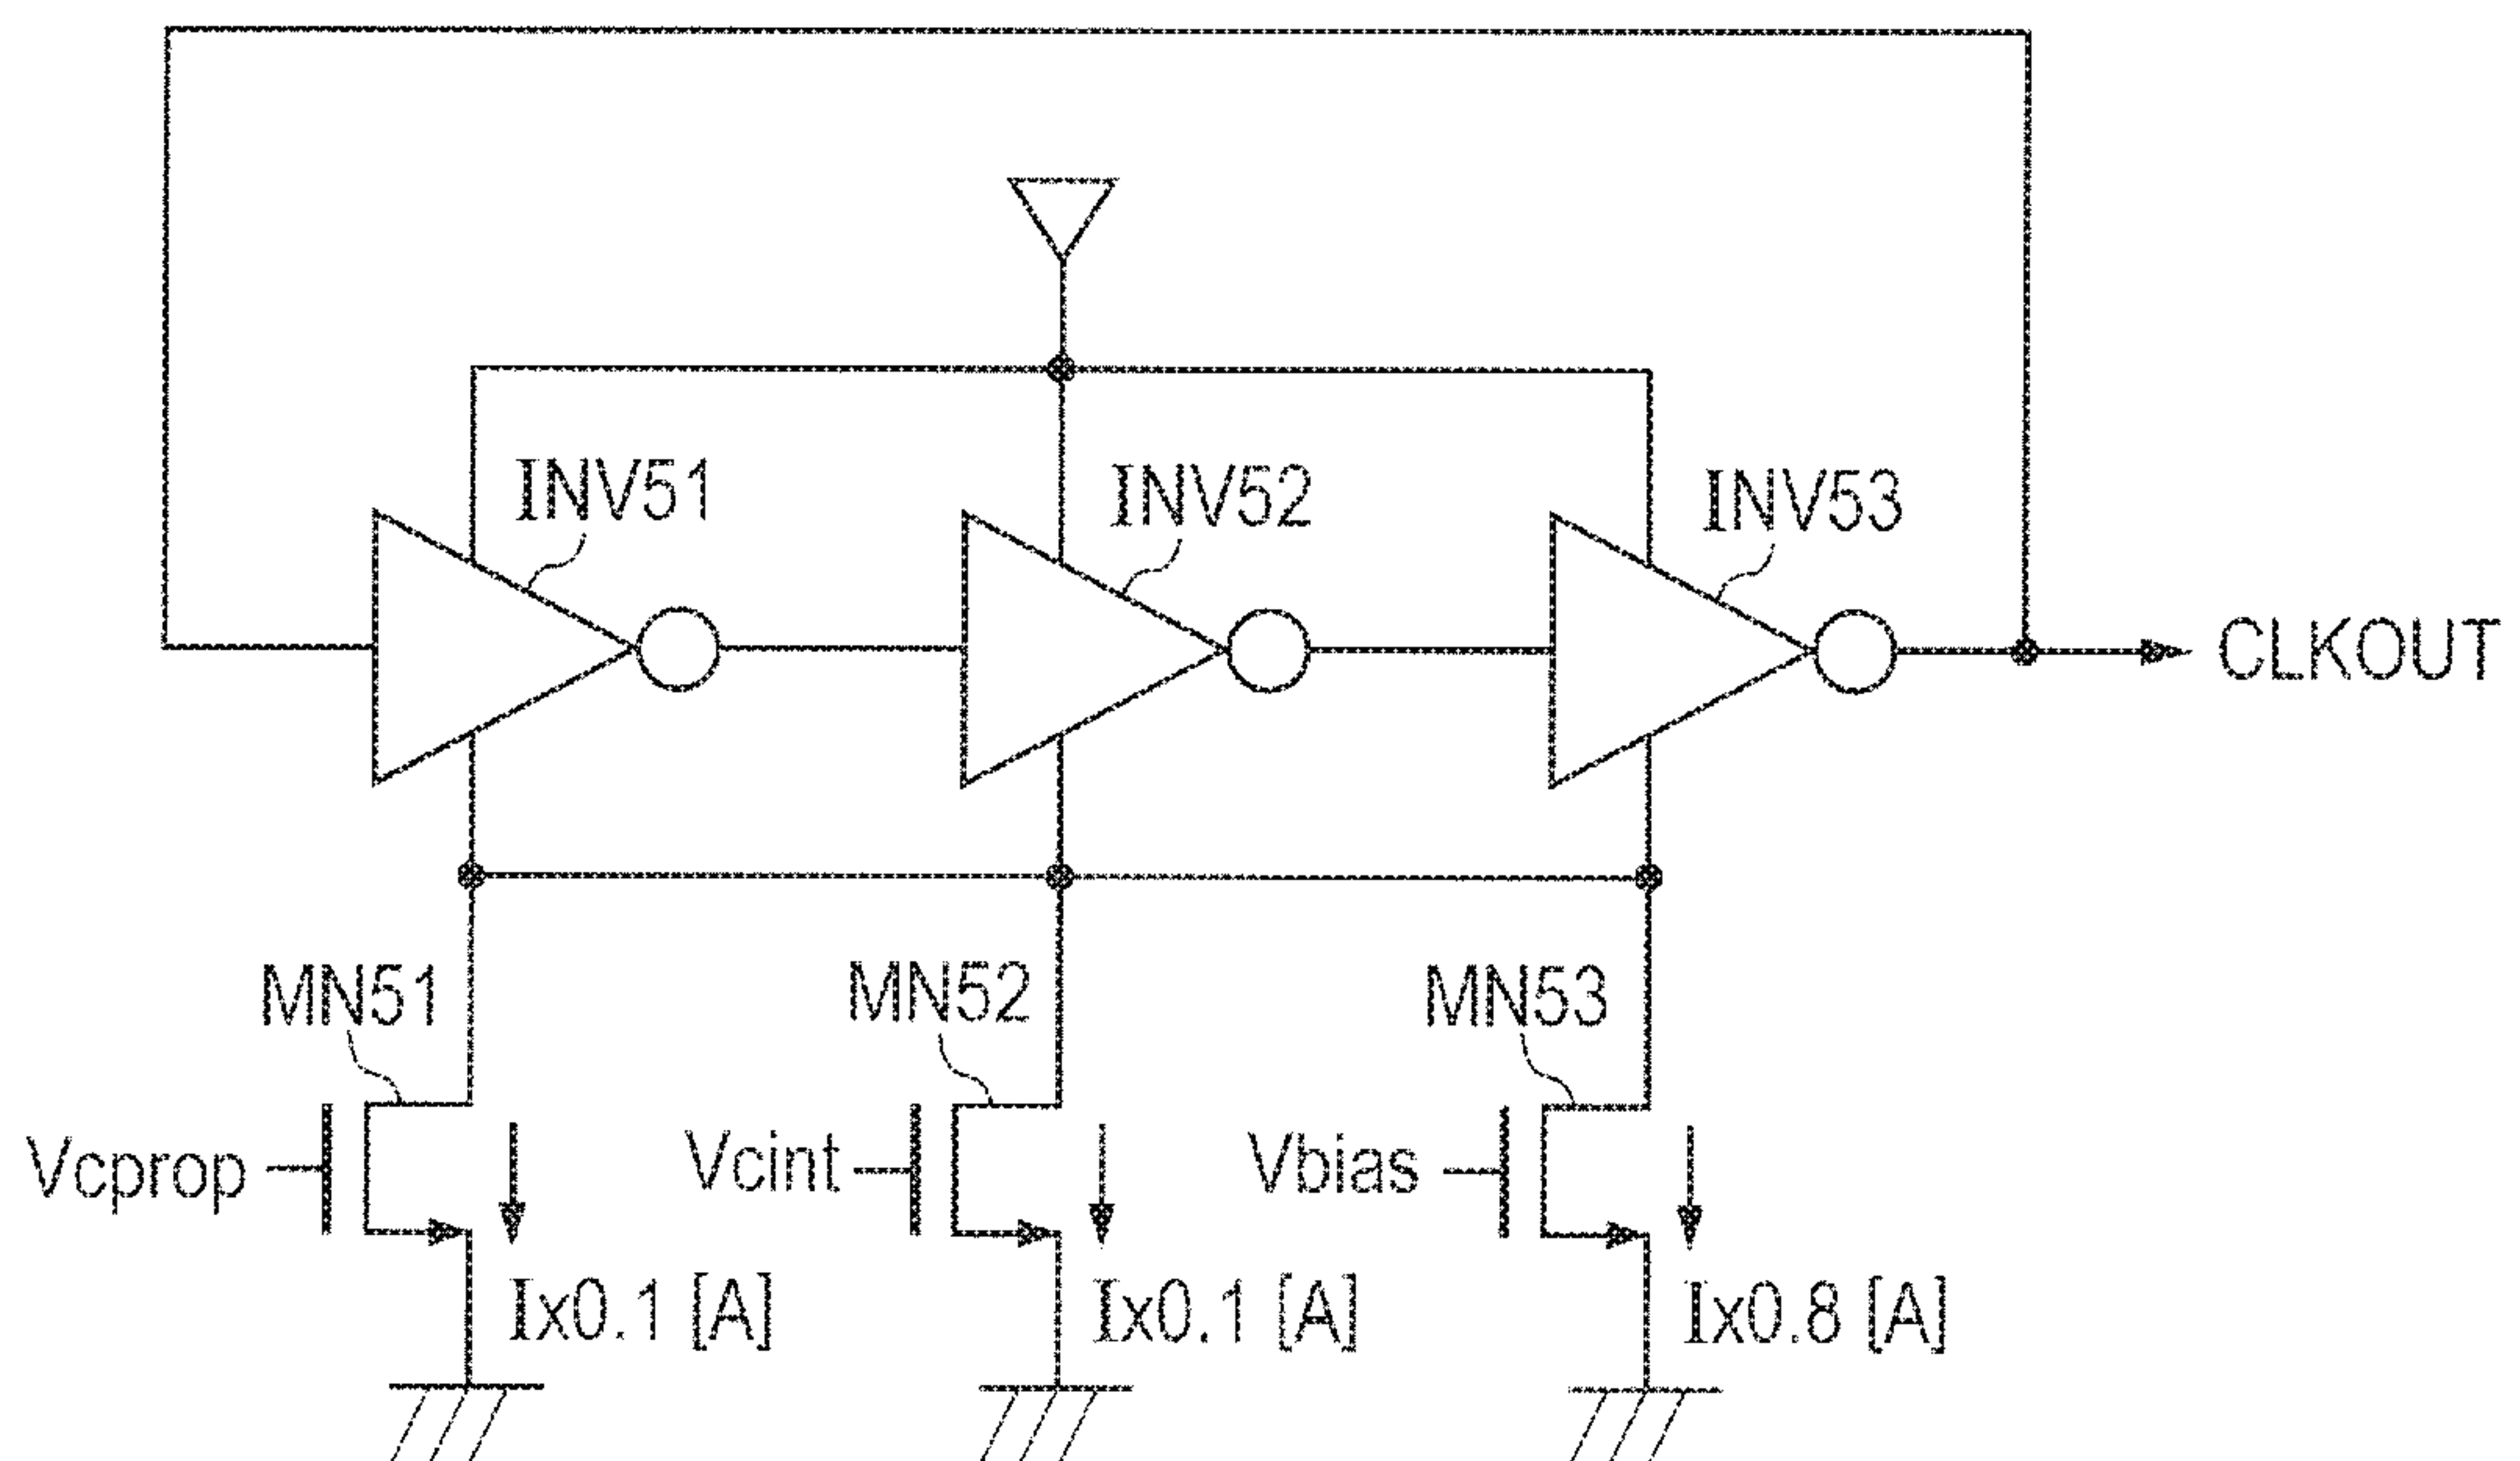 INV51
INV52
INV53
CLKOUT
MN51
MN52
MN53
Vcprop
Vcint
Vbias
Ix0.1 [A]
Ix0.1 [A]
Ix0.8 [A]